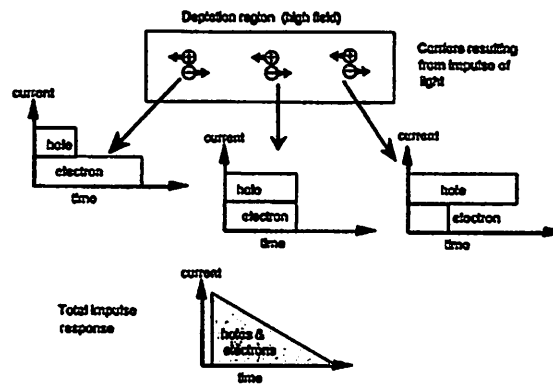 Depletion region (high field)
Carriers resulting
from impulse of
light
current
hole
electron
time
current
hole
electron
time
current
hole
electron
time
Total impulse
response
current
holes &
electrons
time